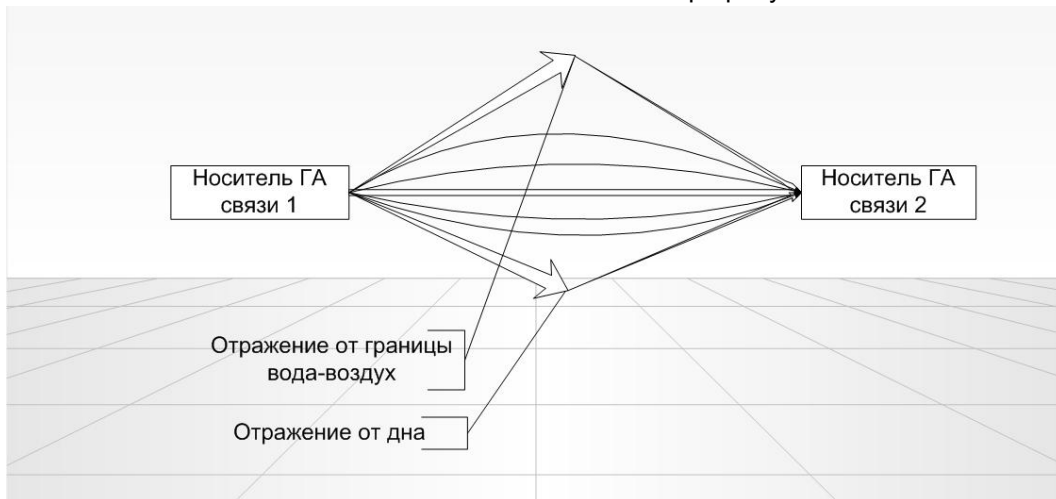 Носитель ГА
связи 1
Носитель ГА
связи 2
Отражение от границы
вода-воздух
Отражение от дна